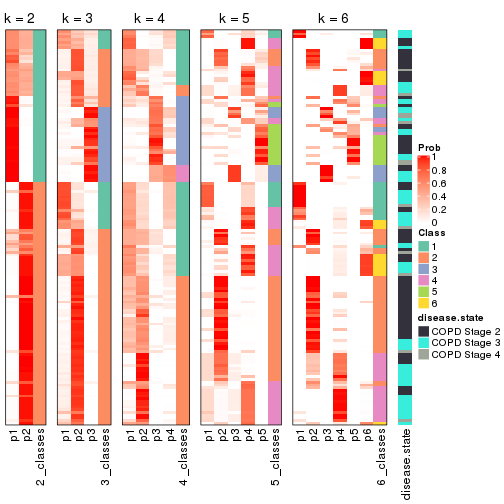 k = 2
k = 3
k = 4
k = 5
k = 6
p1
p2
2_classes
p1
p2
p3
3_classes
p1
p2
p3
p4
4_classes
p1
p2
p3
p4
p5
5_classes
p1
p2
p3
p4
p5
p6
6_classes
disease.state
Prob
1
0.8
0.6
0.4
0.2
0
Class
1
2
3
4
5
6
disease.state
COPD Stage 2
COPD Stage 3
COPD Stage 4